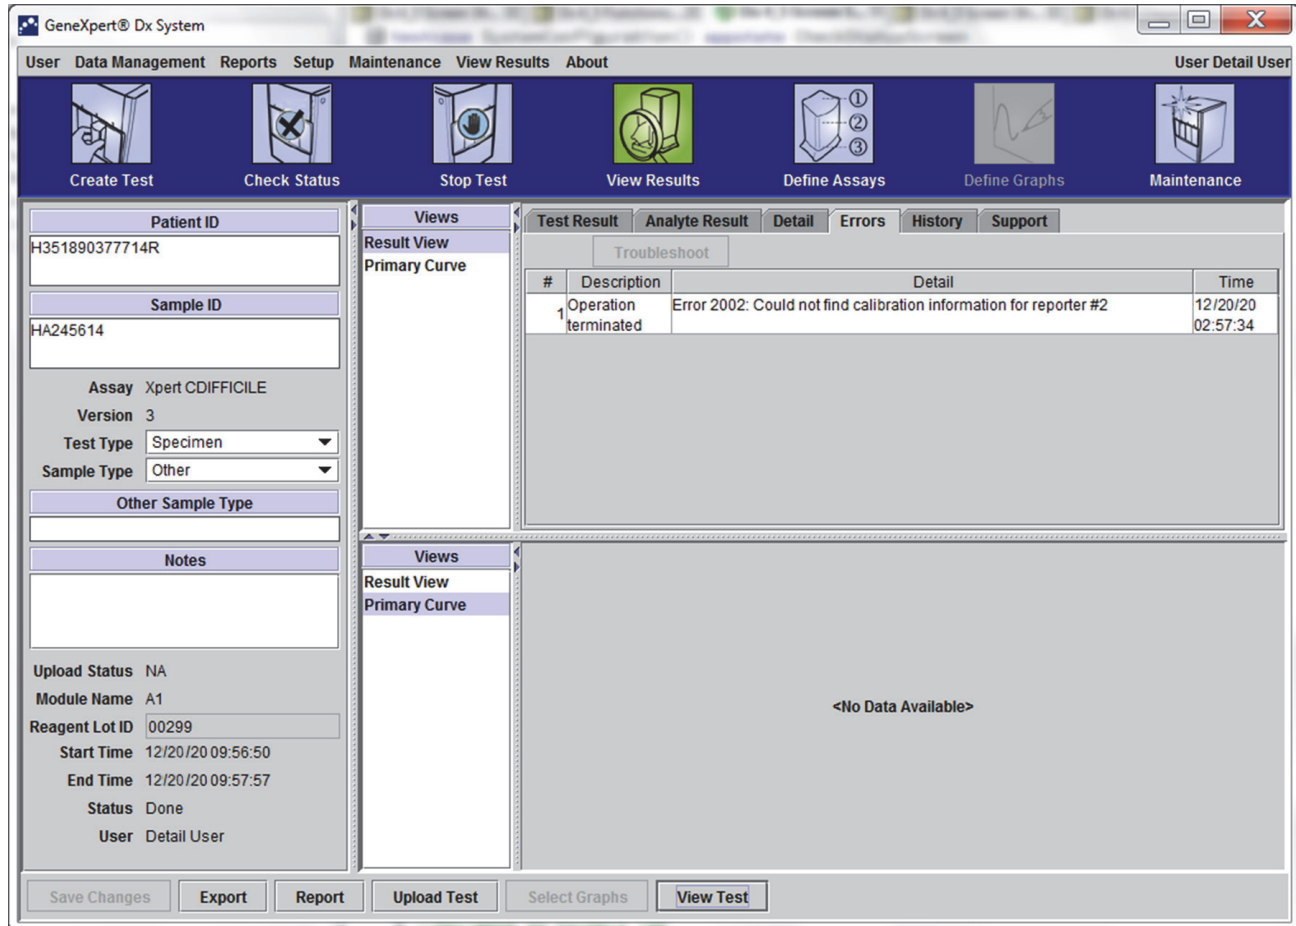 GeneXpert® Dx System
User Data Management Reports Setup Maintenance View Results About User Detail User
Create Test Check Status Stop Test View Results Define Assays Define Graphs Maintenance
1
2
3
Patient ID
H351890377714R
Sample ID
HA245614
Assay Xpert CDIFFICILE
Version 3
Test Type Specimen
Sample Type Other
Other Sample Type
Notes
Upload Status NA
Module Name A1
Reagent Lot ID 00299
Start Time 12/20/20 09:56:50
End Time 12/20/20 09:57:57
Status Done
User Detail User
Views
Result View
Primary Curve
Test Result Analyte Result Detail Errors History Support
Troubleshoot
# Description Detail Time
1 Operation terminated Error 2002: Could not find calibration information for reporter #2 12/20/20 02:57:34
Views
Result View
Primary Curve
<No Data Available>
Save Changes Export Report Upload Test Select Graphs View Test